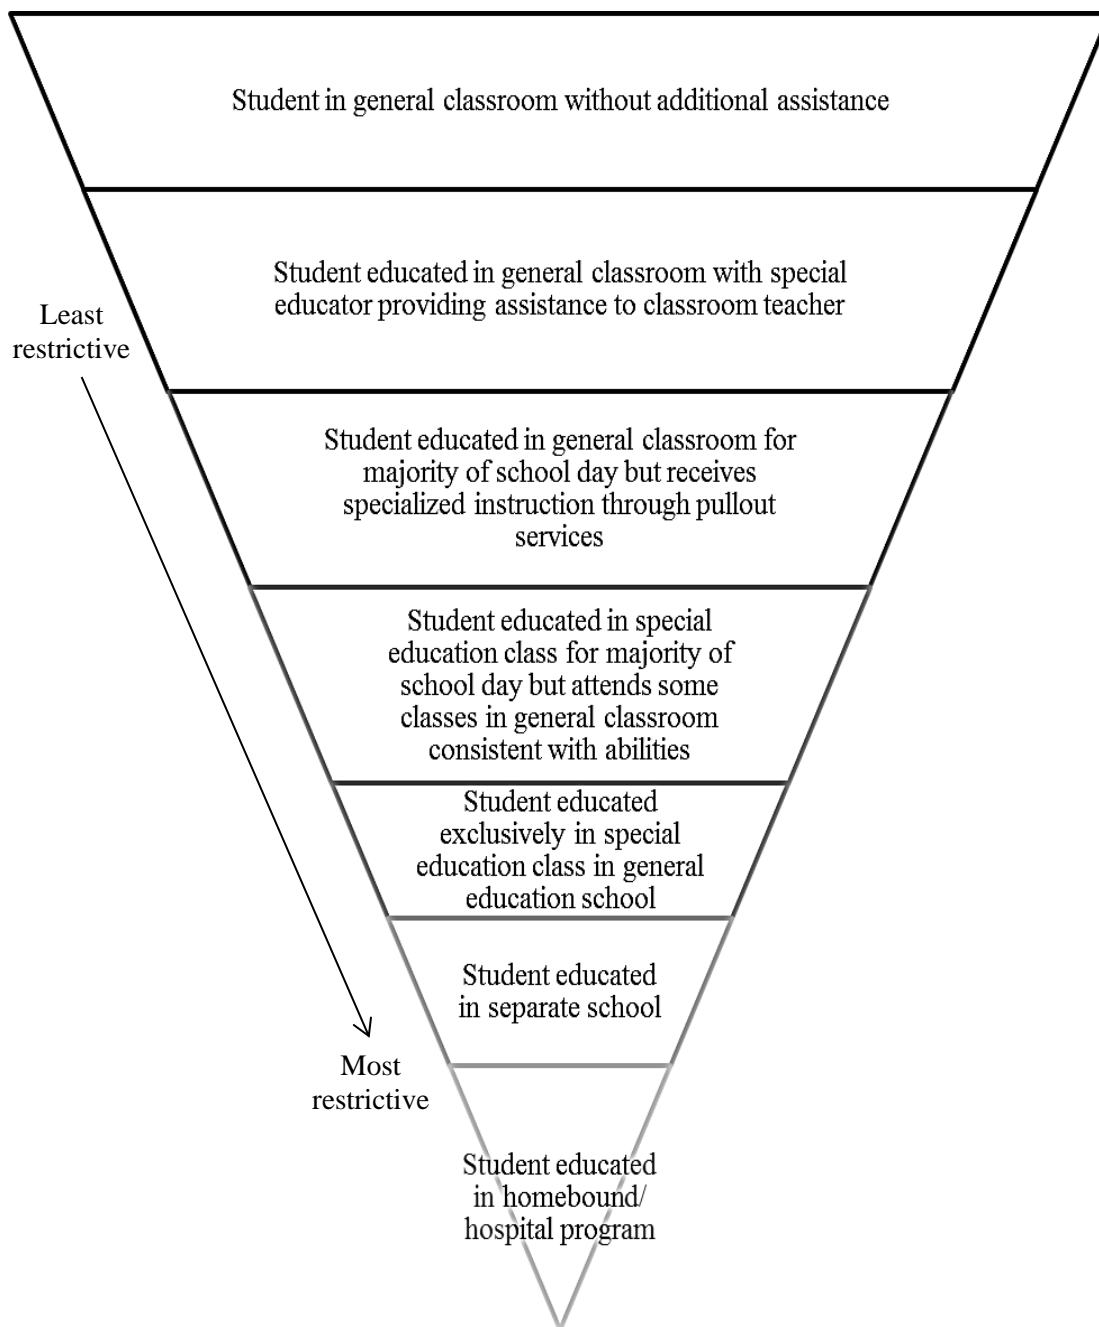 Student in general classroom without additional assistance
Student educated in general classroom with special
educator providing assistance to classroom teacher
Least
restrictive
Student educated in general classroom for
majority of school day but receives
specialized instruction through pullout
services
Student educated in special
education class for majority of
school day but attends some
classes in general classroom
consistent with abilities
Student educated
exclusively in special
education class in general
education school
Student educated
in separate school
Most
restrictive
Student educated
in homebound/
hospital program